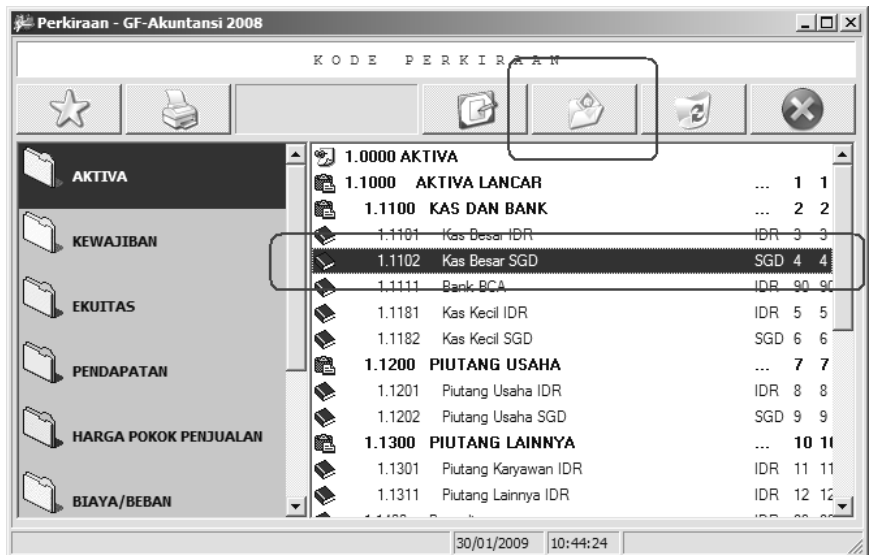 Perkiraan - GF-Akuntansi 2008
KODE PERKIRAAN
AKTIVA
KEWAJIBAN
EKUITAS
PENDAPATAN
HARGA POKOK PENJUALAN
BIAYA/BEBAN
1.0000 AKTIVA
1.1000 AKTIVA LANCAR ... 1 1
1.1100 KAS DAN BANK ... 2 2
1.1101 Kas Besar IDR IDR 3 3
1.1102 Kas Besar SGD SGD 4 4
1.1111 Bank BCA IDR 90 90
1.1181 Kas Kecil IDR IDR 5 5
1.1182 Kas Kecil SGD SGD 6 6
1.1200 PIUTANG USAHA ... 7 7
1.1201 Piutang Usaha IDR IDR 8 8
1.1202 Piutang Usaha SGD SGD 9 9
1.1300 PIUTANG LAINNYA ... 10 10
1.1301 Piutang Karyawan IDR IDR 11 11
1.1311 Piutang Lainnya IDR IDR 12 12
30/01/2009 10:44:24